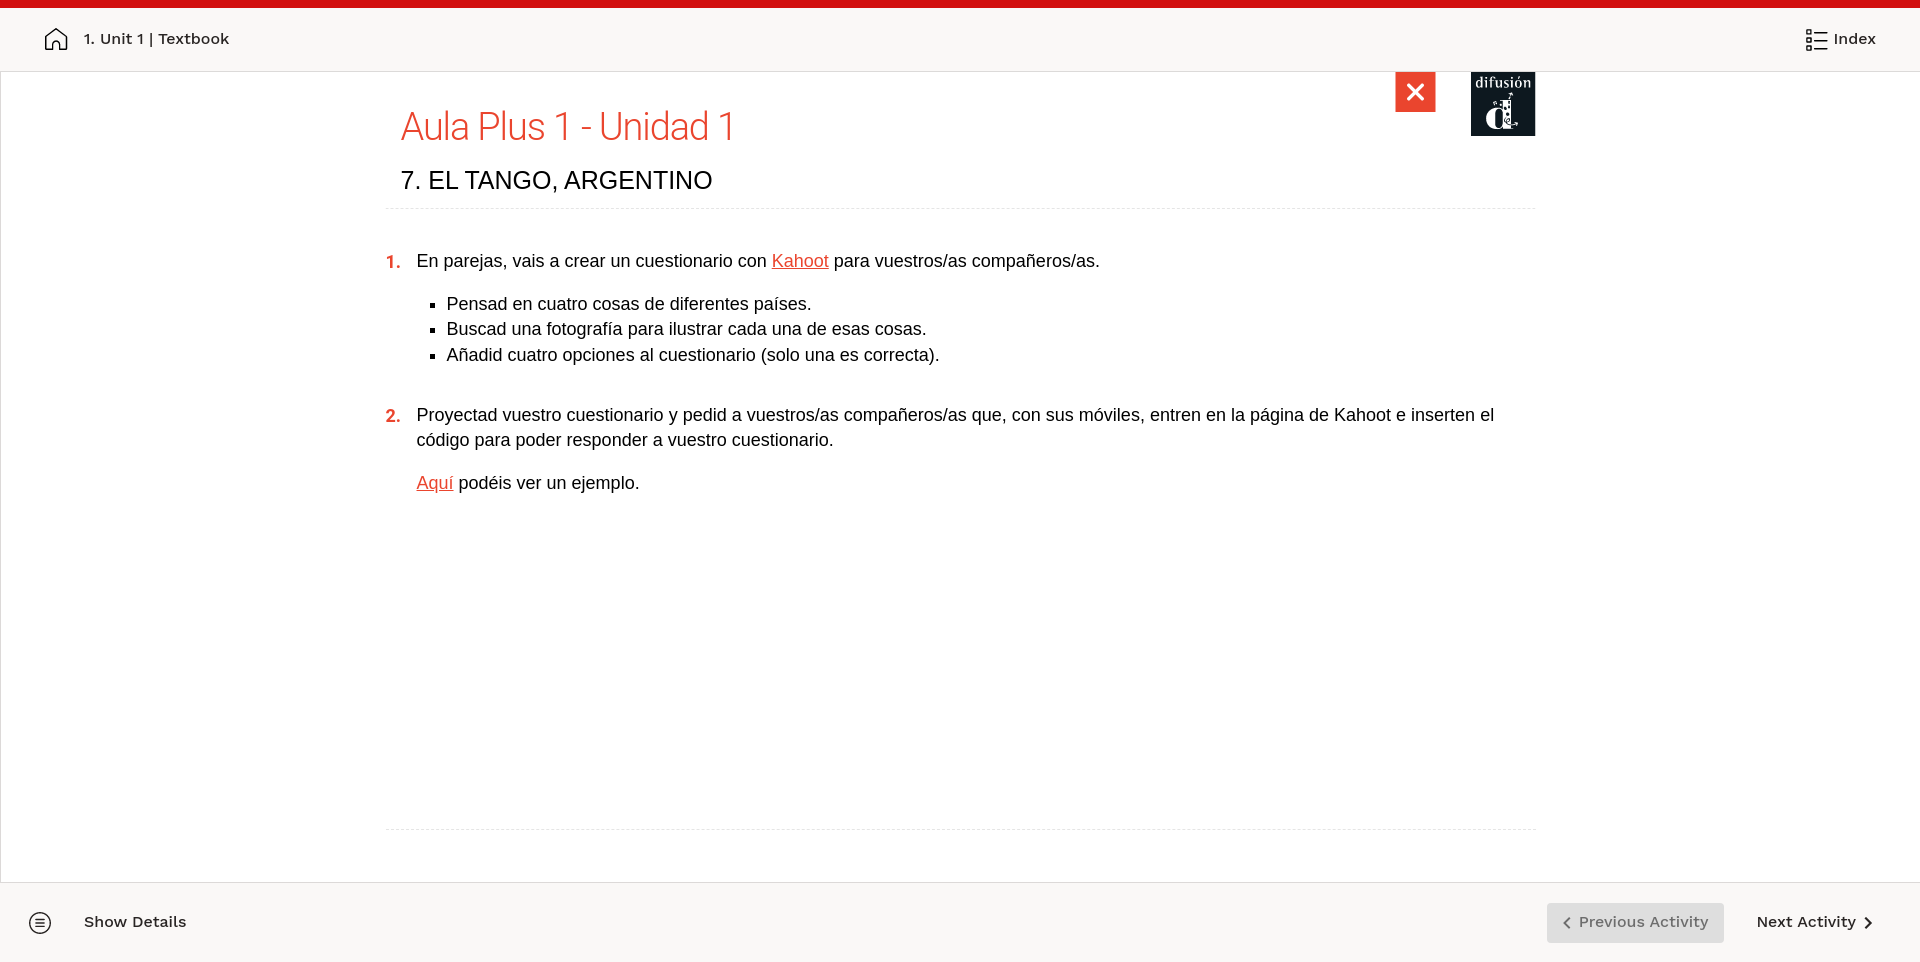 1. Unit 1 | Textbook
Index
difusión
Aula Plus 1 - Unidad 1
7. EL TANGO, ARGENTINO
1. En parejas, vais a crear un cuestionario con Kahoot para vuestros/as compañeros/as.
▪ Pensad en cuatro cosas de diferentes países.
▪ Buscad una fotografía para ilustrar cada una de esas cosas.
▪ Añadid cuatro opciones al cuestionario (solo una es correcta).
2. Proyectad vuestro cuestionario y pedid a vuestros/as compañeros/as que, con sus móviles, entren en la página de Kahoot e inserten el
código para poder responder a vuestro cuestionario.
Aquí podéis ver un ejemplo.
Show Details
Previous Activity
Next Activity